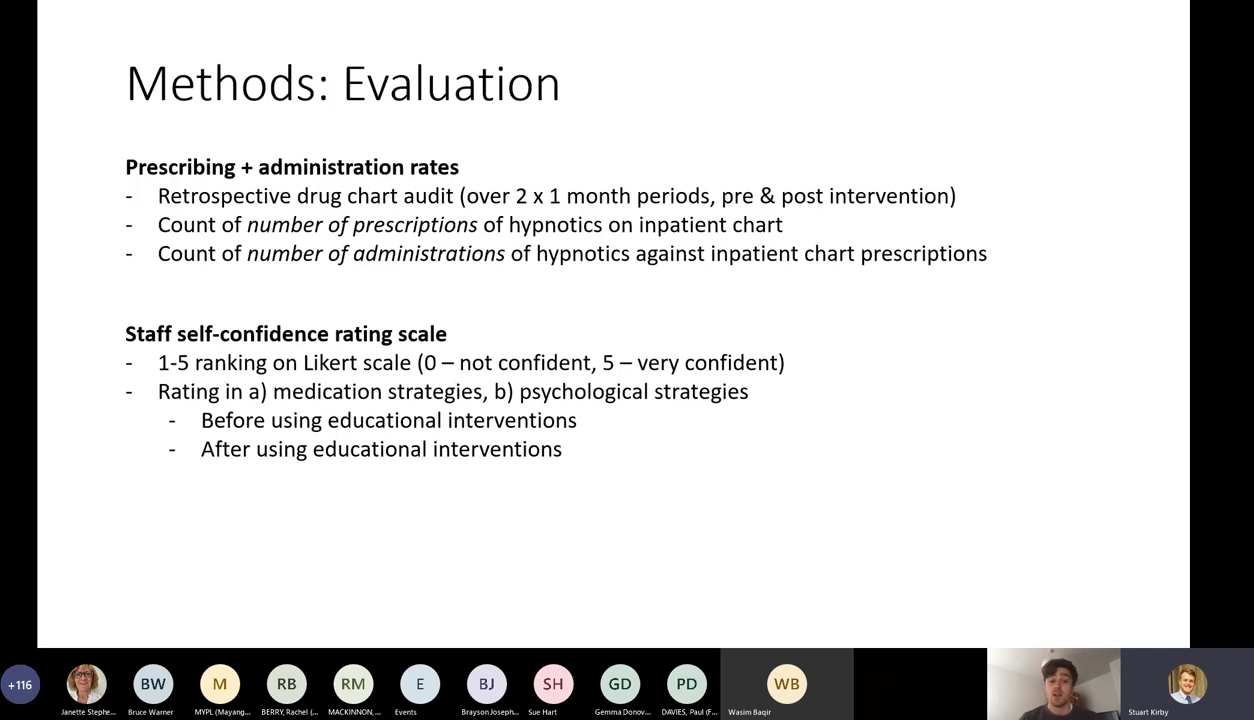 Methods: Evaluation
Prescribing + administration rates
- Retrospective drug chart audit (over 2 x 1 month periods, pre & post intervention)
- Count of number of prescriptions of hypnotics on inpatient chart
- Count of number of administrations of hypnotics against inpatient chart prescriptions
Staff self-confidence rating scale
- 1-5 ranking on Likert scale (0 – not confident, 5 – very confident)
- Rating in a) medication strategies, b) psychological strategies
- Before using educational interventions
- After using educational interventions
+116 BW M RB RM E BJ SH GD PD WB
Janette Stephe... Bruce Warner MYPL (Mayang... BERRY, Rachel (... MACKINNON, ... Events Brayson Joseph... Sue Hart Gemma Donov... DAVIES, Paul (F... Wasim Baqir Stuart Kirby